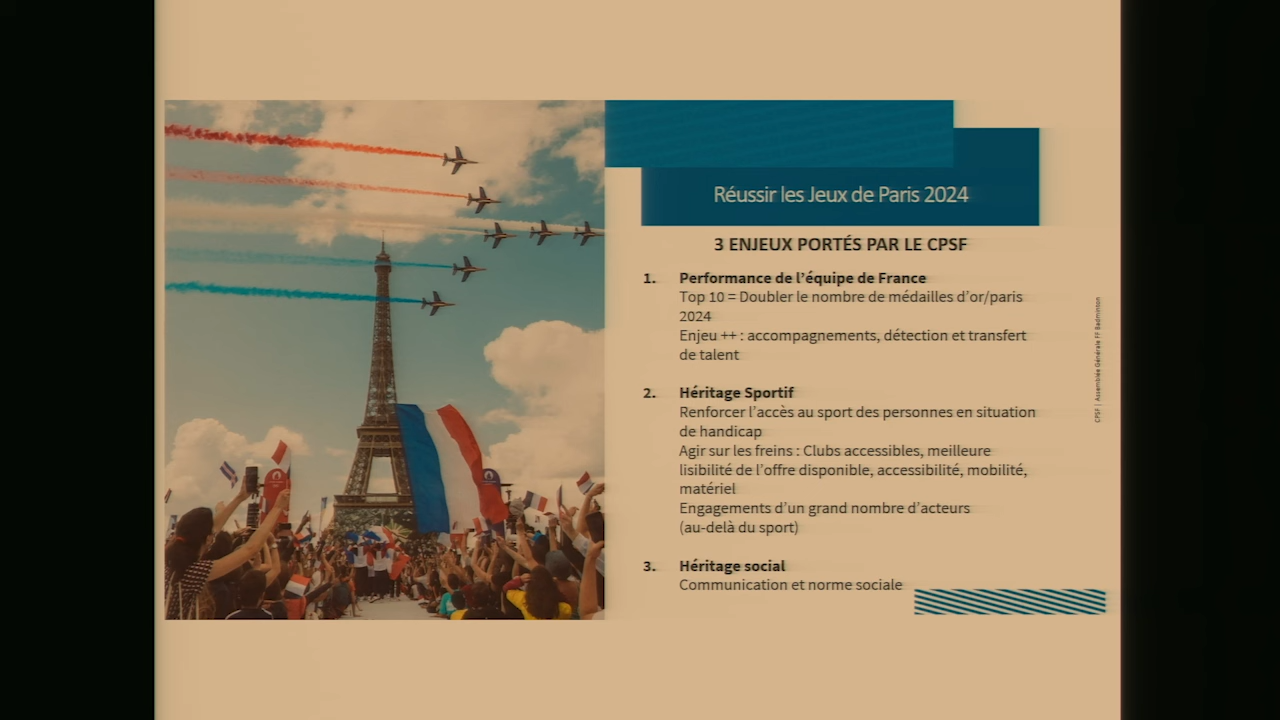 Réussir les Jeux de Paris 2024
3 ENJEUX PORTÉS PAR LE CPSF
1. Performance de l'équipe de France
Top 10 = Doubler le nombre de médailles d'or/paris
2024
Enjeu ++ : accompagnements, détection et transfert
de talent
2. Héritage Sportif
Renforcer l'accès au sport des personnes en situation
de handicap
Agir sur les freins : Clubs accessibles, meilleure
lisibilité de l'offre disponible, accessibilité, mobilité,
matériel
Engagements d'un grand nombre d'acteurs
(au-delà du sport)
3. Héritage social
Communication et norme sociale
CPSF | Assemblée Générale FF Badminton